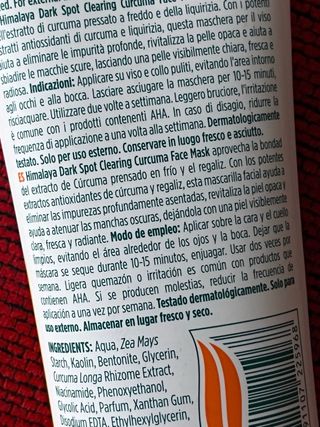 ed. For external
Himalaya Dark Spot Clearing Curcuma Face
all'estratto di curcuma pressato a freddo e della liquirizia. Con i potenti
estratti antiossidanti di curcuma e liquirizia, questa maschera per il viso
aiuta a eliminare le impurità profonde, rivitalizza la pelle opaca e aiuta a
sbiadire le macchie scure, lasciando una pelle visibilmente chiara, fresca e
radiosa. Indicazioni: Applicare su viso e collo puliti, evitando l'area intorno
agli occhi e alla bocca. Lasciare asciugare la maschera per 10-15 minuti,
risciacquare. Utilizzare due volte a settimana. Leggero bruciore, l'irritazione
è comune con i prodotti contenenti AHA. In caso di disagio, ridurre la
frequenza di applicazione a una volta alla settimana. Dermatologicamente
testato. Solo per uso esterno. Conservare in luogo fresco e asciutto.
ES Himalaya Dark Spot Clearing Curcuma Face Mask aprovecha la bondad
del extracto de Cúrcuma prensado en frío y el regaliz. Con los potentes
extractos antioxidantes de cúrcuma y regaliz, esta mascarilla facial ayuda a
eliminar las impurezas profundamente asentadas, revitaliza la piel opaca y
ayuda a atenuar las manchas oscuras, dejándola con una piel visiblemente
clara, fresca y radiante. Modo de empleo: Aplicar sobre la cara y el cuello
limpios, evitando el área alrededor de los ojos y la boca. Dejar que la
máscara se seque durante 10-15 minutos, enjuagar. Usar dos veces por
semana. Ligera quemazón o irritación es común con productos que
contienen AHA. Si se producen molestias, reducir la frecuencia de
aplicación a una vez por semana. Testado dermatológicamente. Solo para
uso externo. Almacenar en lugar fresco y seco.
INGREDIENTS: Aqua, Zea Mays
Starch, Kaolin, Bentonite, Glycerin,
Curcuma Longa Rhizome Extract,
Niacinamide, Phenoxyethanol,
Glycolic Acid, Parfum, Xanthan Gum,
Disodium EDTA, Ethylhexylglycerin,